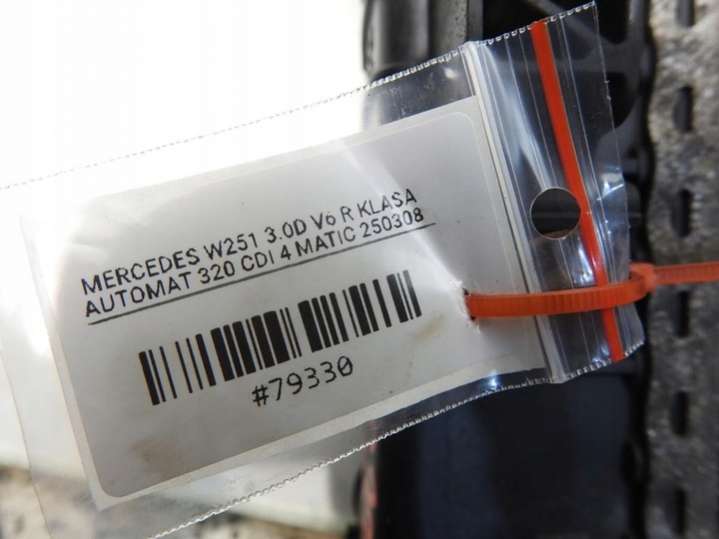 MERCEDES W251 3.0D V6 R KLASA
AUTOMAT 320 CDI 4 MATIC 250308
#79330